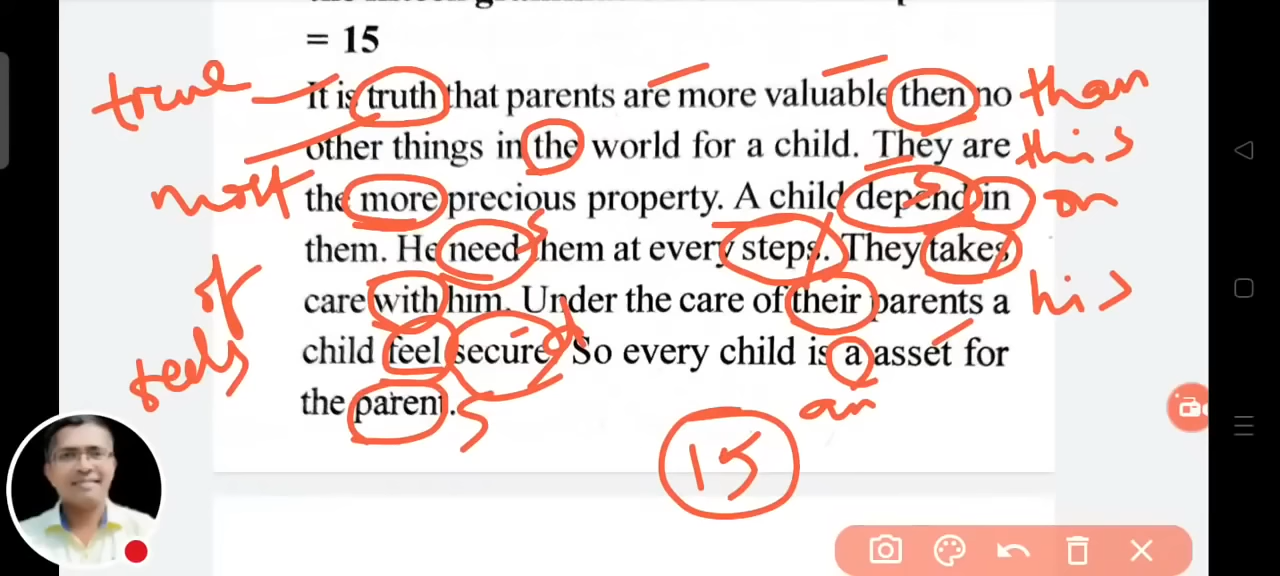 = 15
true It is truth that parents are more valuable then no than
other things in the world for a child. They are this
most the more precious property. A child depends in on
them. He needs them at every steps. They takes
of care with him. Under the care of their parents a his
feels child feel secured So every child is a asset for
the parent.s an
15